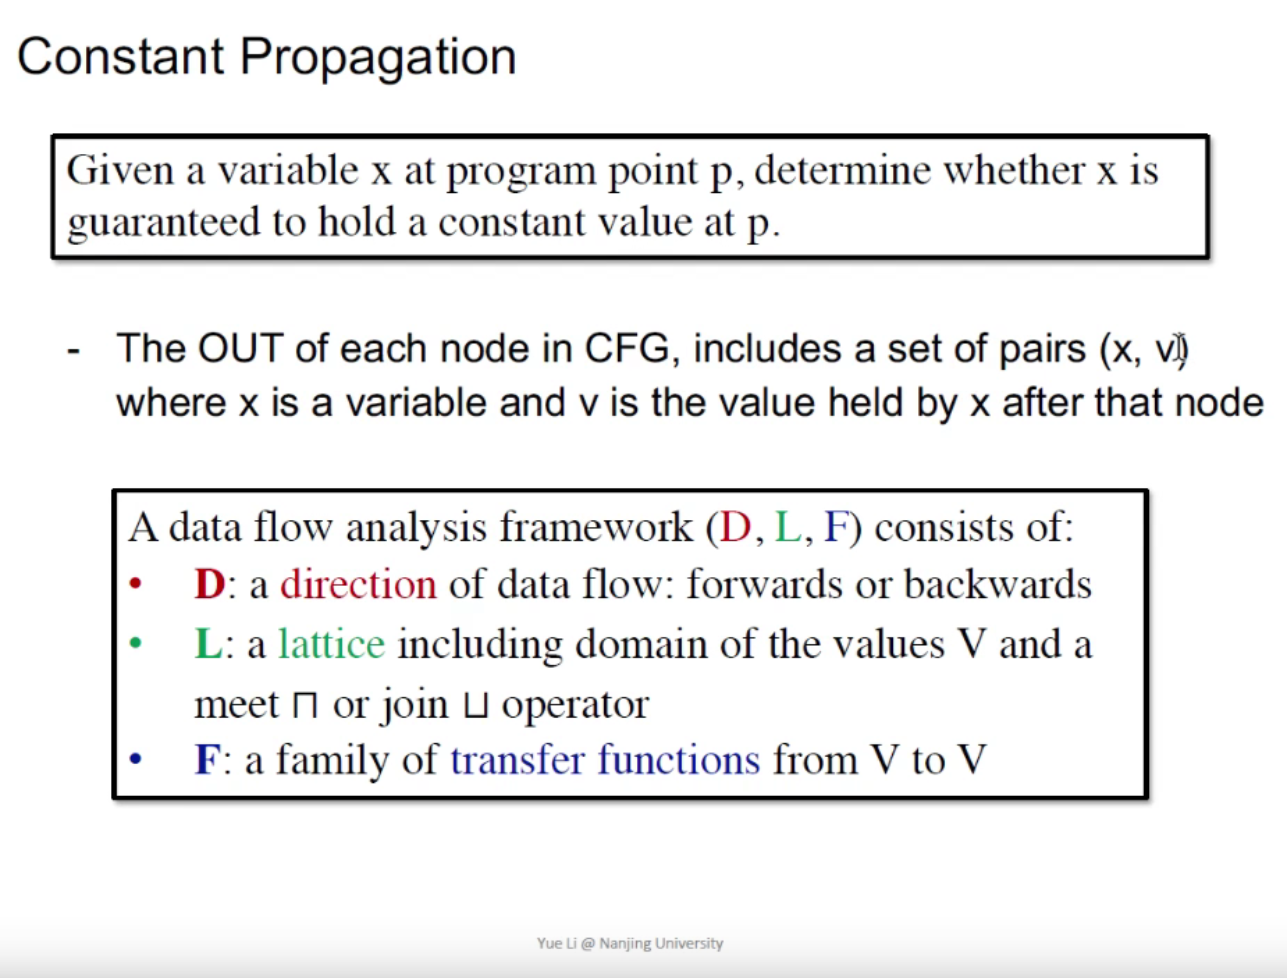 Constant Propagation
Given a variable x at program point p, determine whether x is
guaranteed to hold a constant value at p.
- The OUT of each node in CFG, includes a set of pairs (x, v)
where x is a variable and v is the value held by x after that node
A data flow analysis framework (D, L, F) consists of:
• D: a direction of data flow: forwards or backwards
• L: a lattice including domain of the values V and a
meet ⊓ or join ⊔ operator
• F: a family of transfer functions from V to V
Yue Li @ Nanjing University